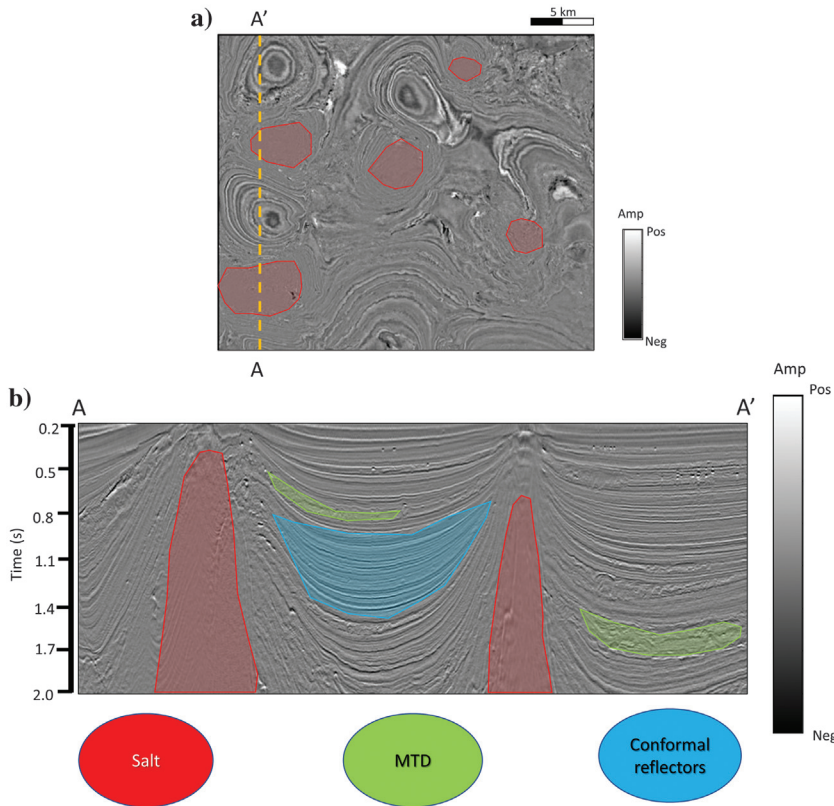 a)
A'
5 km
Amp
Pos
Neg
A
b)
A
A'
Amp
Pos
Neg
0.2
0.5
0.8
1.1
1.4
1.7
2.0
Time (s)
Salt
MTD
Conformal
reflectors